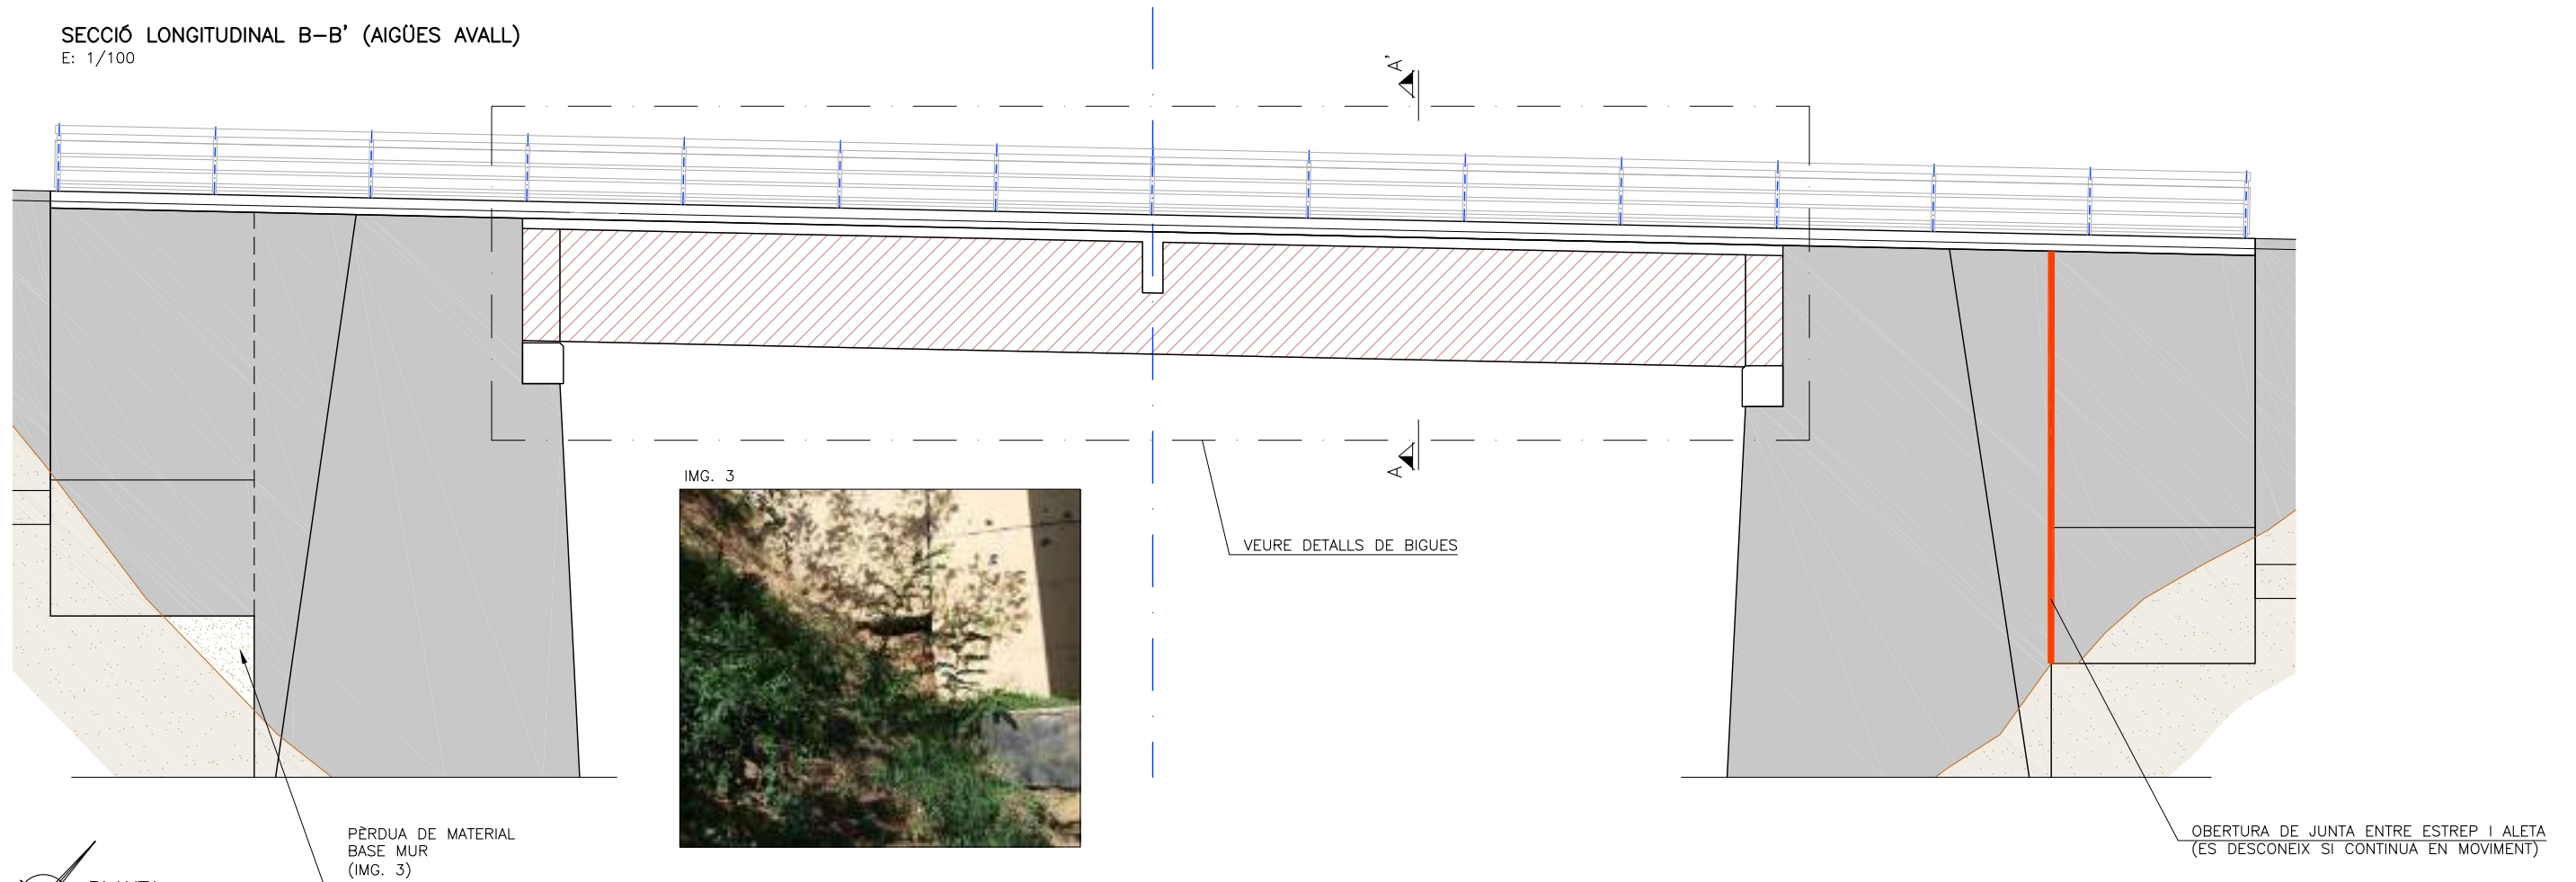 SECCIÓ LONGITUDINAL B-B' (AIGÜES AVALL)
E: 1/100
A'
A
IMG. 3
VEURE DETALLS DE BIGUES
PÈRDUA DE MATERIAL
BASE MUR
(IMG. 3)
OBERTURA DE JUNTA ENTRE ESTREP I ALETA
(ES DESCONEIX SI CONTINUA EN MOVIMENT)